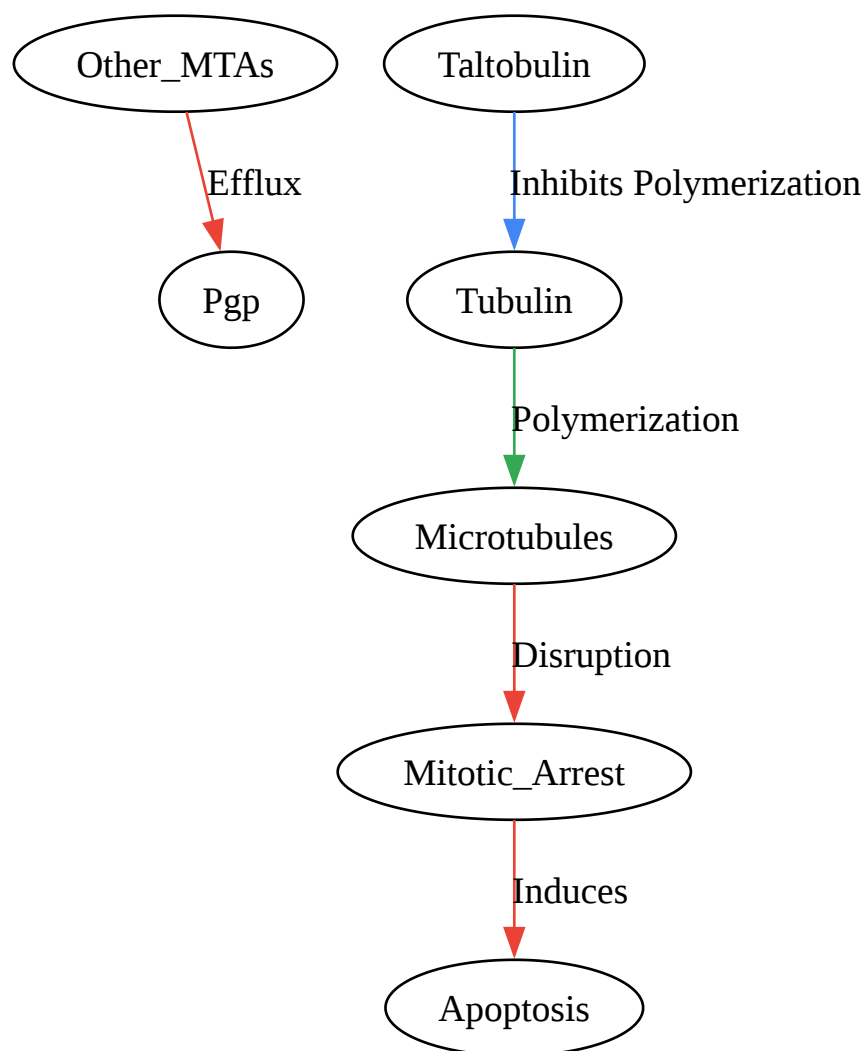 Other_MTAs
Taltobulin
Efflux
Inhibits Polymerization
Pgp
Tubulin
Polymerization
Microtubules
Disruption
Mitotic_Arrest
Induces
Apoptosis